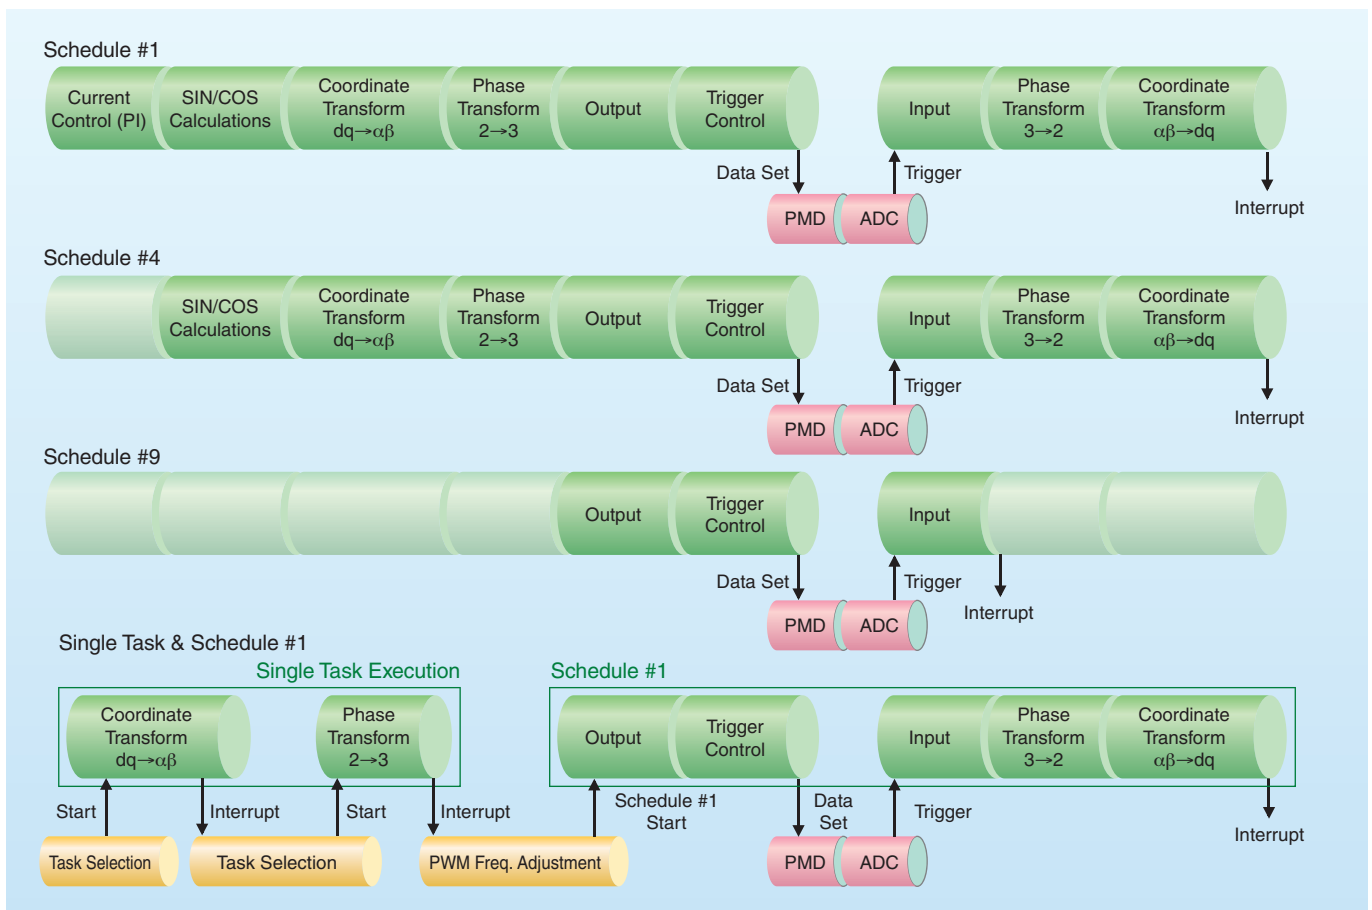 Schedule #1
Current
Control (PI)
SIN/COS
Calculations
Coordinate
Transform
dq→αβ
Phase
Transform
2→3
Output
Trigger
Control
Input
Phase
Transform
3→2
Coordinate
Transform
αβ→dq
Data Set
Trigger
PMD
ADC
Interrupt
Schedule #4
SIN/COS
Calculations
Coordinate
Transform
dq→αβ
Phase
Transform
2→3
Output
Trigger
Control
Input
Phase
Transform
3→2
Coordinate
Transform
αβ→dq
Data Set
Trigger
PMD
ADC
Interrupt
Schedule #9
Output
Trigger
Control
Input
Data Set
Trigger
PMD
ADC
Interrupt
Single Task & Schedule #1
Single Task Execution
Schedule #1
Coordinate
Transform
dq→αβ
Phase
Transform
2→3
Output
Trigger
Control
Input
Phase
Transform
3→2
Coordinate
Transform
αβ→dq
Start
Interrupt
Start
Interrupt
Schedule #1
Start
Data
Set
Trigger
Interrupt
Task Selection
Task Selection
PWM Freq. Adjustment
PMD
ADC